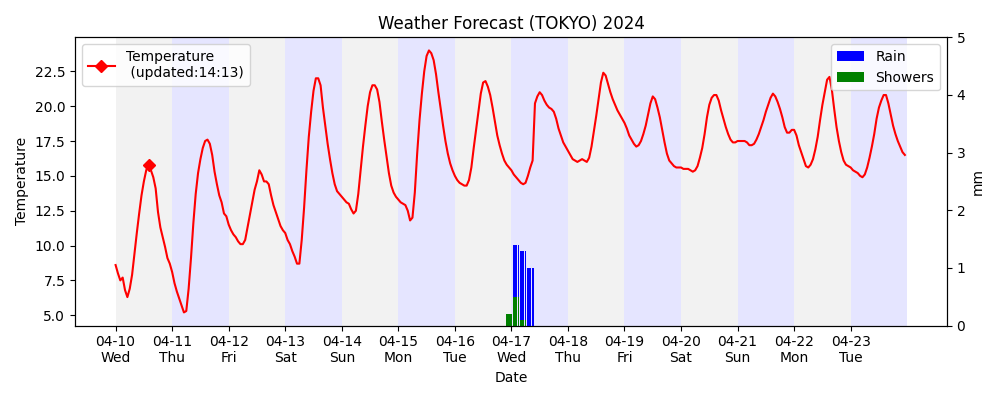 Weather Forecast (TOKYO) 2024
Temperature
(updated:14:13)
Rain
Showers
Temperature
22.5
20.0
17.5
15.0
12.5
10.0
7.5
5.0
5
4
3
2
1
0
mm
04-10 04-11 04-12 04-13 04-14 04-15 04-16 04-17 04-18 04-19 04-20 04-21 04-22 04-23
Wed Thu Fri Sat Sun Mon Tue Wed Thu Fri Sat Sun Mon Tue
Date